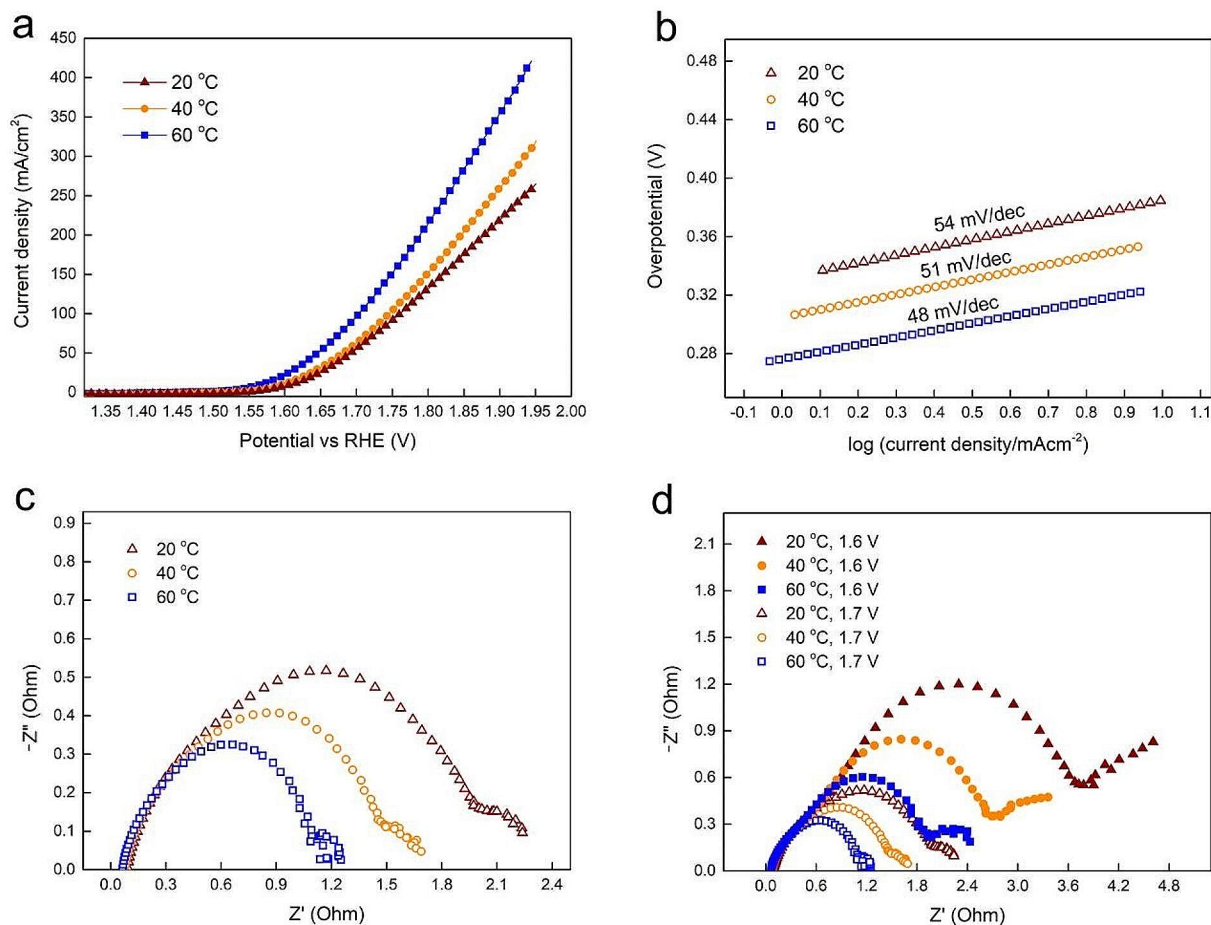 a
450
400
350
300
250
200
150
100
50
0
20 °C
40 °C
60 °C
Current density (mA/cm²)
1.35 1.40 1.45 1.50 1.55 1.60 1.65 1.70 1.75 1.80 1.85 1.90 1.95 2.00
Potential vs RHE (V)
b
0.48
0.44
0.40
0.36
0.32
0.28
20 °C
40 °C
60 °C
54 mV/dec
51 mV/dec
48 mV/dec
Overpotential (V)
-0.1 0.0 0.1 0.2 0.3 0.4 0.5 0.6 0.7 0.8 0.9 1.0 1.1
log (current density/mAcm⁻²)
c
0.9
0.8
0.7
0.6
0.5
0.4
0.3
0.2
0.1
0.0
20 °C
40 °C
60 °C
-Z" (Ohm)
0.0 0.3 0.6 0.9 1.2 1.5 1.8 2.1 2.4
Z' (Ohm)
d
2.1
1.8
1.5
1.2
0.9
0.6
0.3
0.0
20 °C, 1.6 V
40 °C, 1.6 V
60 °C, 1.6 V
20 °C, 1.7 V
40 °C, 1.7 V
60 °C, 1.7 V
-Z" (Ohm)
0.0 0.6 1.2 1.8 2.4 3.0 3.6 4.2 4.8
Z' (Ohm)